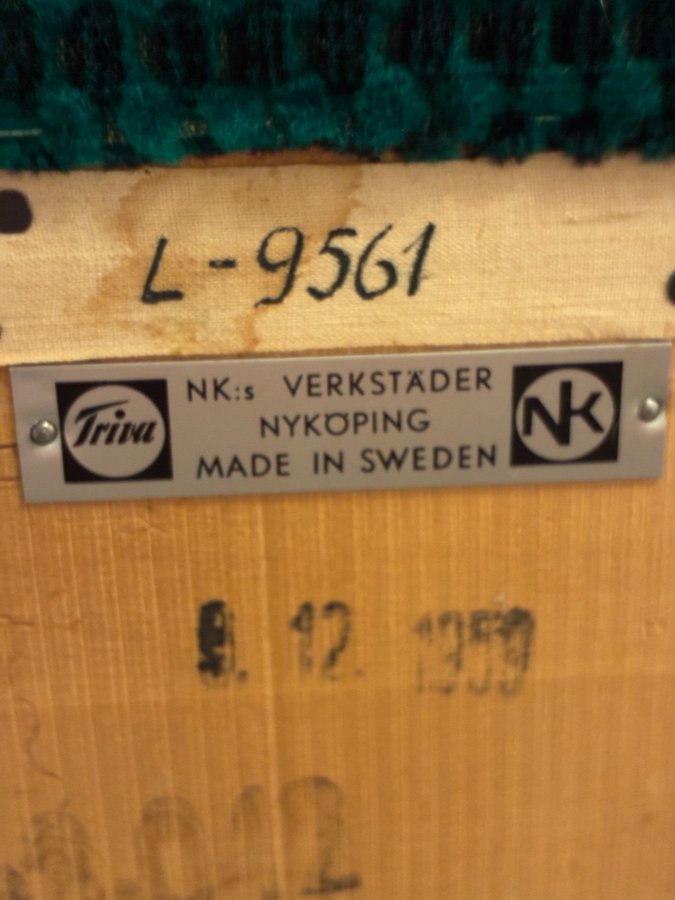 L-9561
Triva
NK:s VERKSTÄDER
NYKÖPING
MADE IN SWEDEN
NK
12. 1959